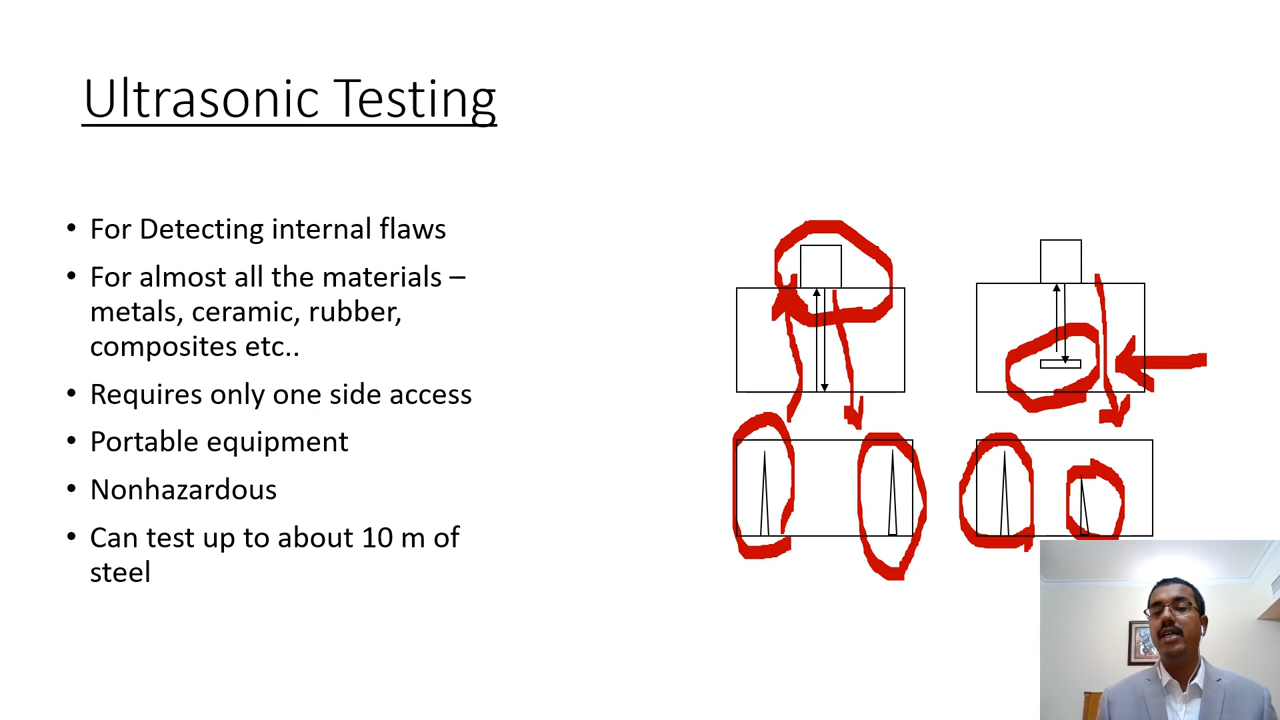 Ultrasonic Testing
• For Detecting internal flaws
• For almost all the materials –
metals, ceramic, rubber,
composites etc..
• Requires only one side access
• Portable equipment
• Nonhazardous
• Can test up to about 10 m of
steel